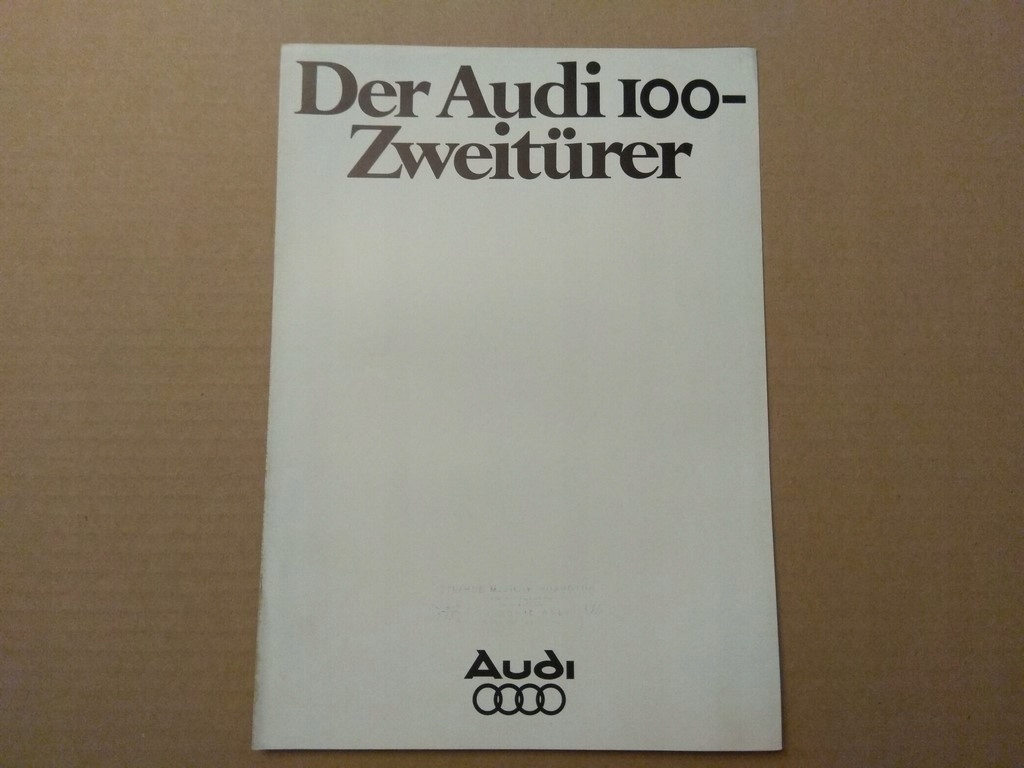 Der Audi 100-
Zweitürer
Audi